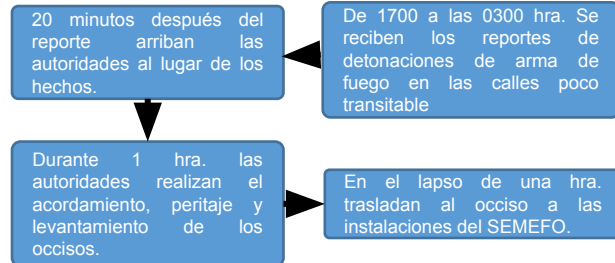 De 1700 a las 0300 hra. Se
reciben los reportes de
detonaciones de arma de
fuego en las calles poco
transitable
20 minutos después del
reporte arriban las
autoridades al lugar de los
hechos.
Durante 1 hra. las
autoridades realizan el
acordamiento, peritaje y
levantamiento de los
occisos.
En el lapso de una hra.
trasladan al occiso a las
instalaciones del SEMEFO.